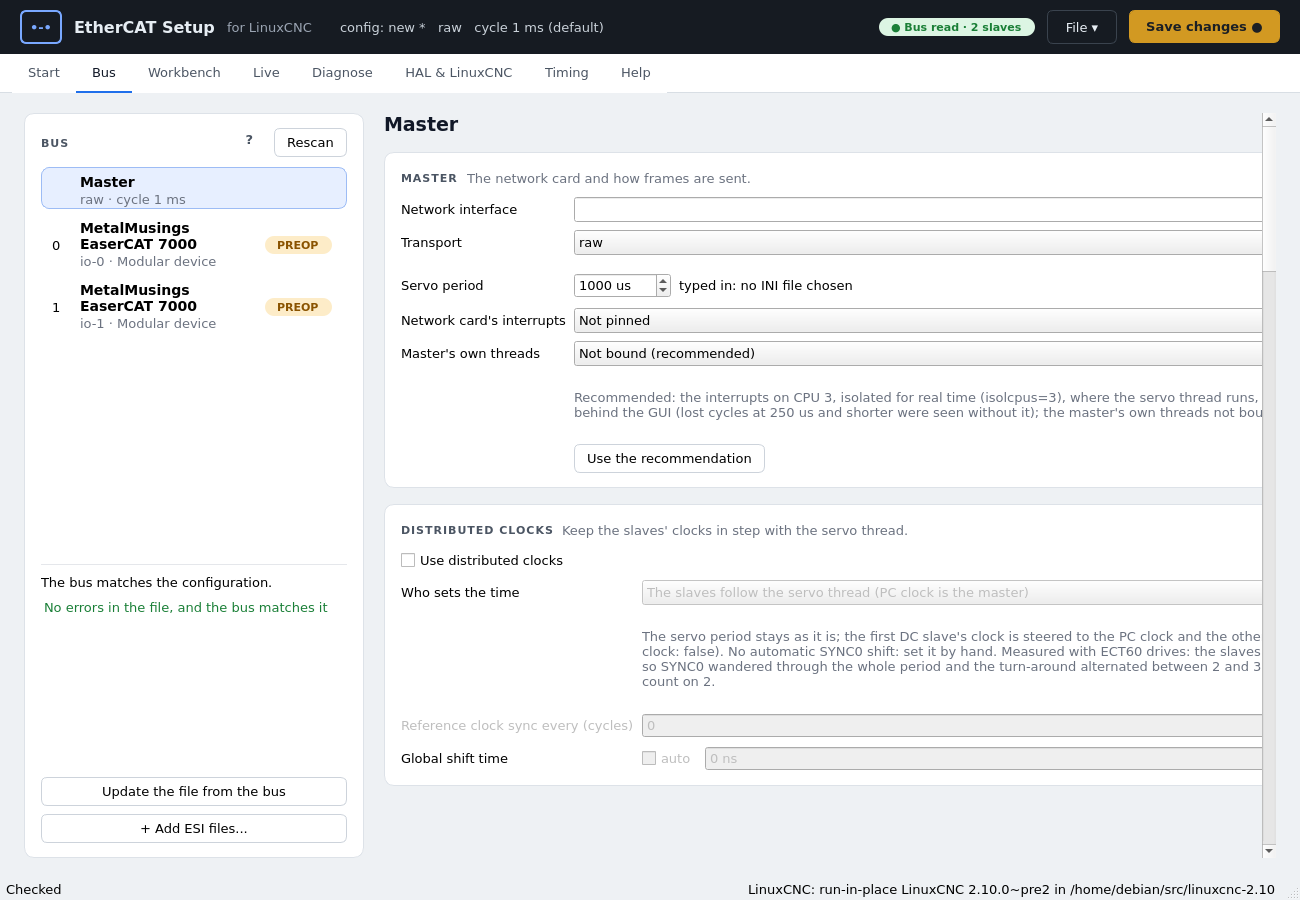 EtherCAT Setup for LinuxCNC config: new * raw cycle 1 ms (default) ● Bus read · 2 slaves File ▾ Save changes ●
Start Bus Workbench Live Diagnose HAL & LinuxCNC Timing Help
BUS ? Rescan
Master
raw · cycle 1 ms
0 MetalMusings
EaserCAT 7000 PREOP
io-0 · Modular device
1 MetalMusings
EaserCAT 7000 PREOP
io-1 · Modular device
The bus matches the configuration.
No errors in the file, and the bus matches it
Update the file from the bus
+ Add ESI files...
Master
MASTER The network card and how frames are sent.
Network interface
Transport raw
Servo period 1000 us typed in: no INI file chosen
Network card's interrupts Not pinned
Master's own threads Not bound (recommended)
Recommended: the interrupts on CPU 3, isolated for real time (isolcpus=3), where the servo thread runs,
behind the GUI (lost cycles at 250 us and shorter were seen without it); the master's own threads not bou
Use the recommendation
DISTRIBUTED CLOCKS Keep the slaves' clocks in step with the servo thread.
Use distributed clocks
Who sets the time The slaves follow the servo thread (PC clock is the master)
The servo period stays as it is; the first DC slave's clock is steered to the PC clock and the othe
clock: false). No automatic SYNC0 shift: set it by hand. Measured with ECT60 drives: the slaves
so SYNC0 wandered through the whole period and the turn-around alternated between 2 and 3
count on 2.
Reference clock sync every (cycles) 0
Global shift time auto 0 ns
Checked LinuxCNC: run-in-place LinuxCNC 2.10.0~pre2 in /home/debian/src/linuxcnc-2.10